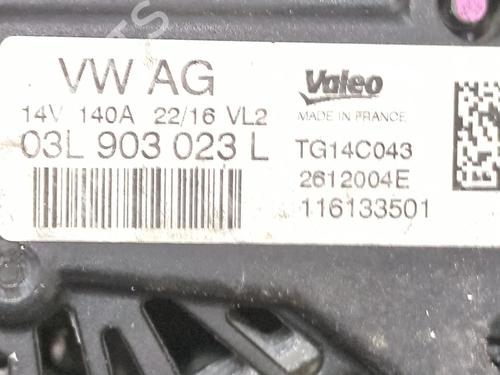 VW AG
14V 140A 22/16 VL2
03L 903 023 L
Valeo
MADE IN FRANCE
TG14C043
2612004E
116133501